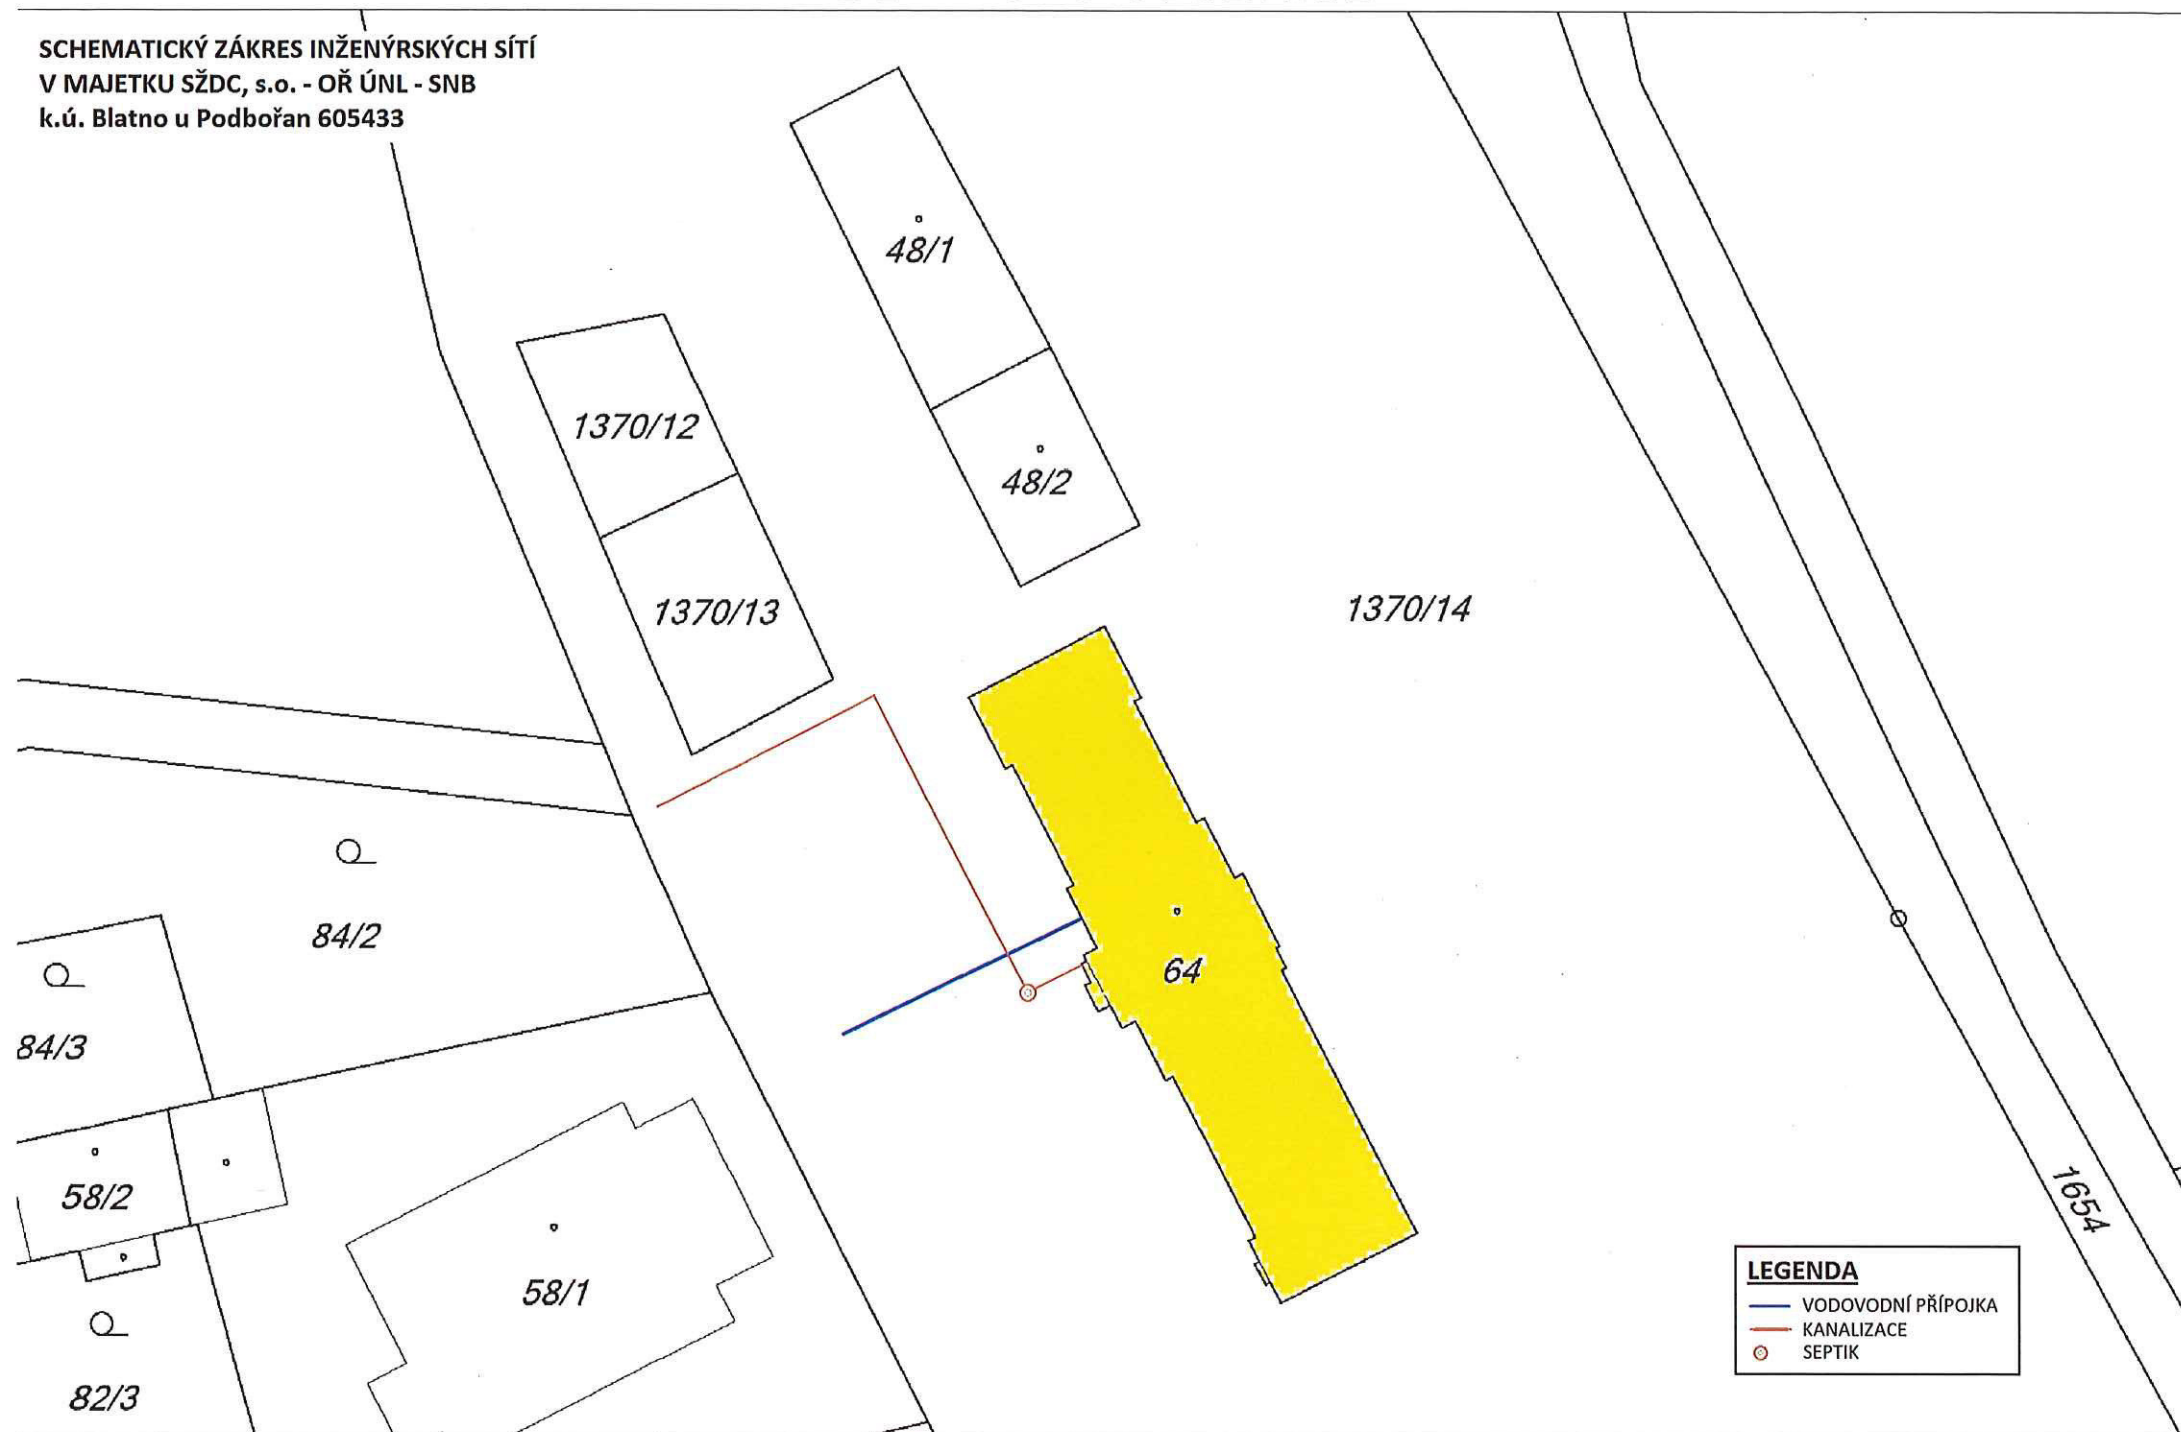 SCHEMATICKÝ ZÁKRES INŽENÝRSKÝCH SÍTÍ
V MAJETKU SŽDC, s.o. - OŘ ÚNL - SNB
k.ú. Blatno u Podbořan 605433
48/1
1370/12
48/2
1370/13
1370/14
84/2
64
84/3
58/2
1654
58/1
82/3
LEGENDA
VODOVODNÍ PŘÍPOJKA
KANALIZACE
SEPTIK